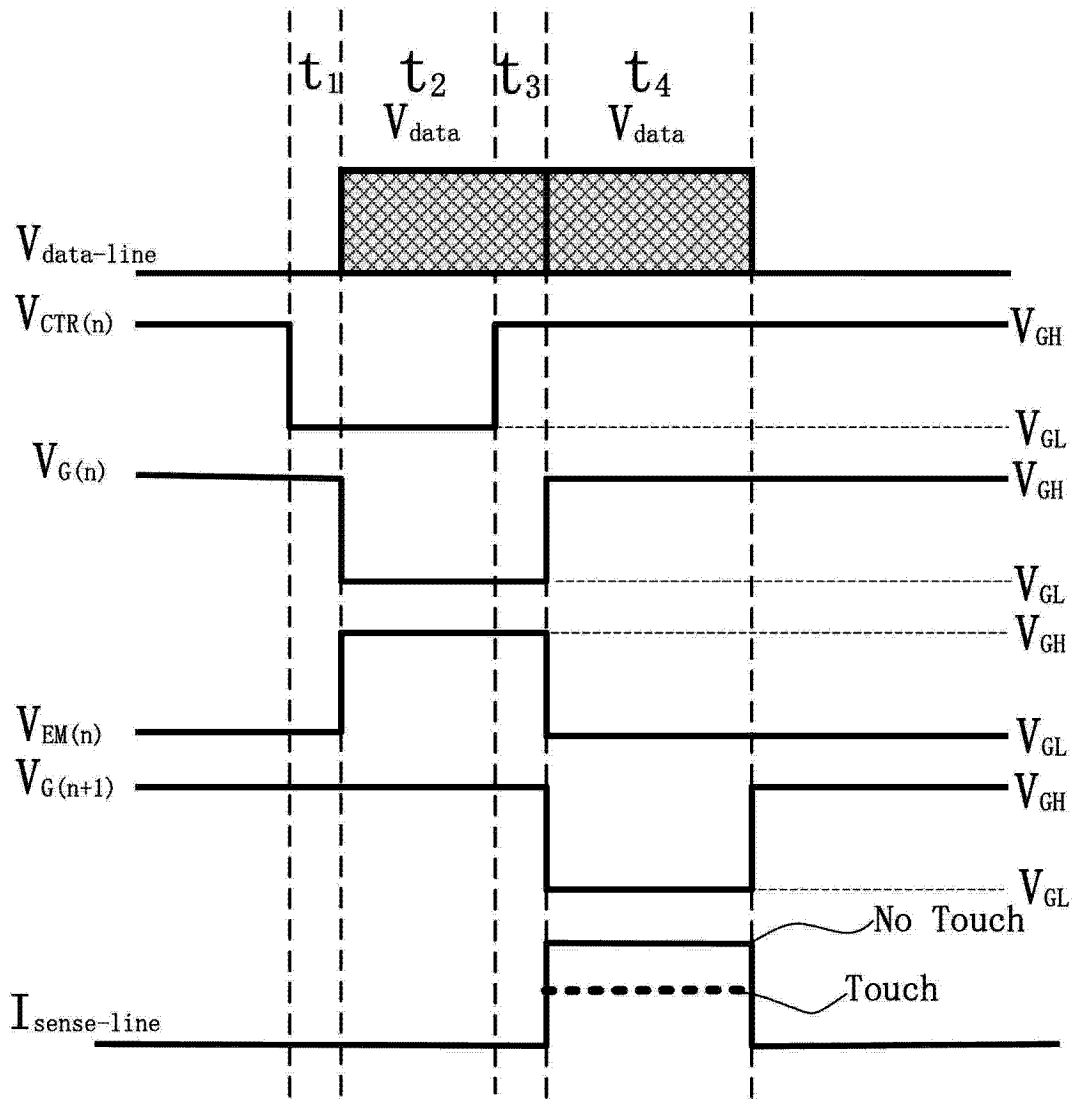 t1 t2 t3 t4
Vdata Vdata
Vdata-line
VCTR(n) VGH
VGL
VG(n) VGH
VGL
VGH
VEM(n) VGL
VG(n+1) VGH
VGL
No Touch
Touch
Isense-line